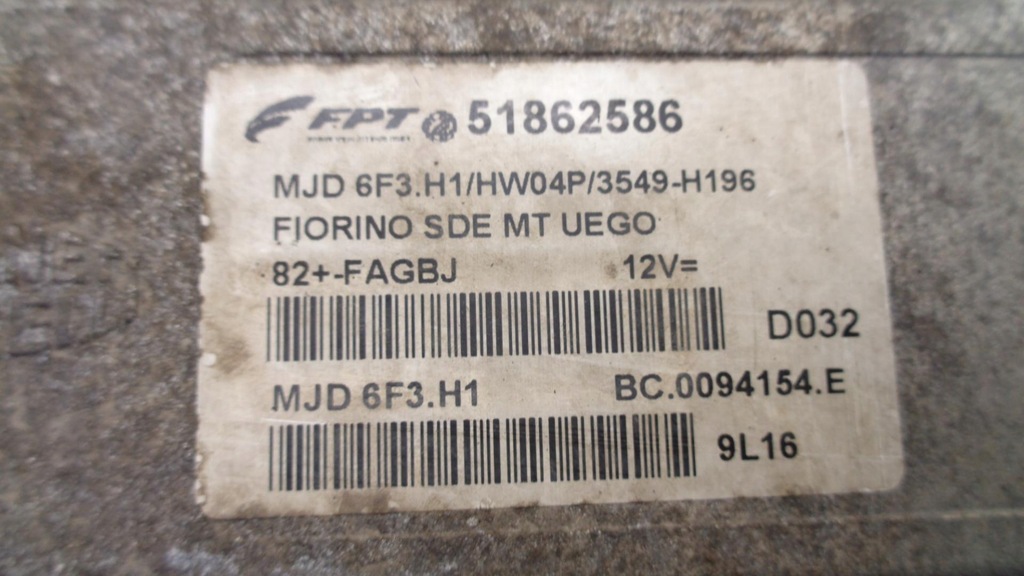 FPT 51862586
MJD 6F3.H1/HW04P/3549-H196
FIORINO SDE MT UEGO
82+-FAGBJ 12V=
D032
MJD 6F3.H1 BC.0094154.E
9L16